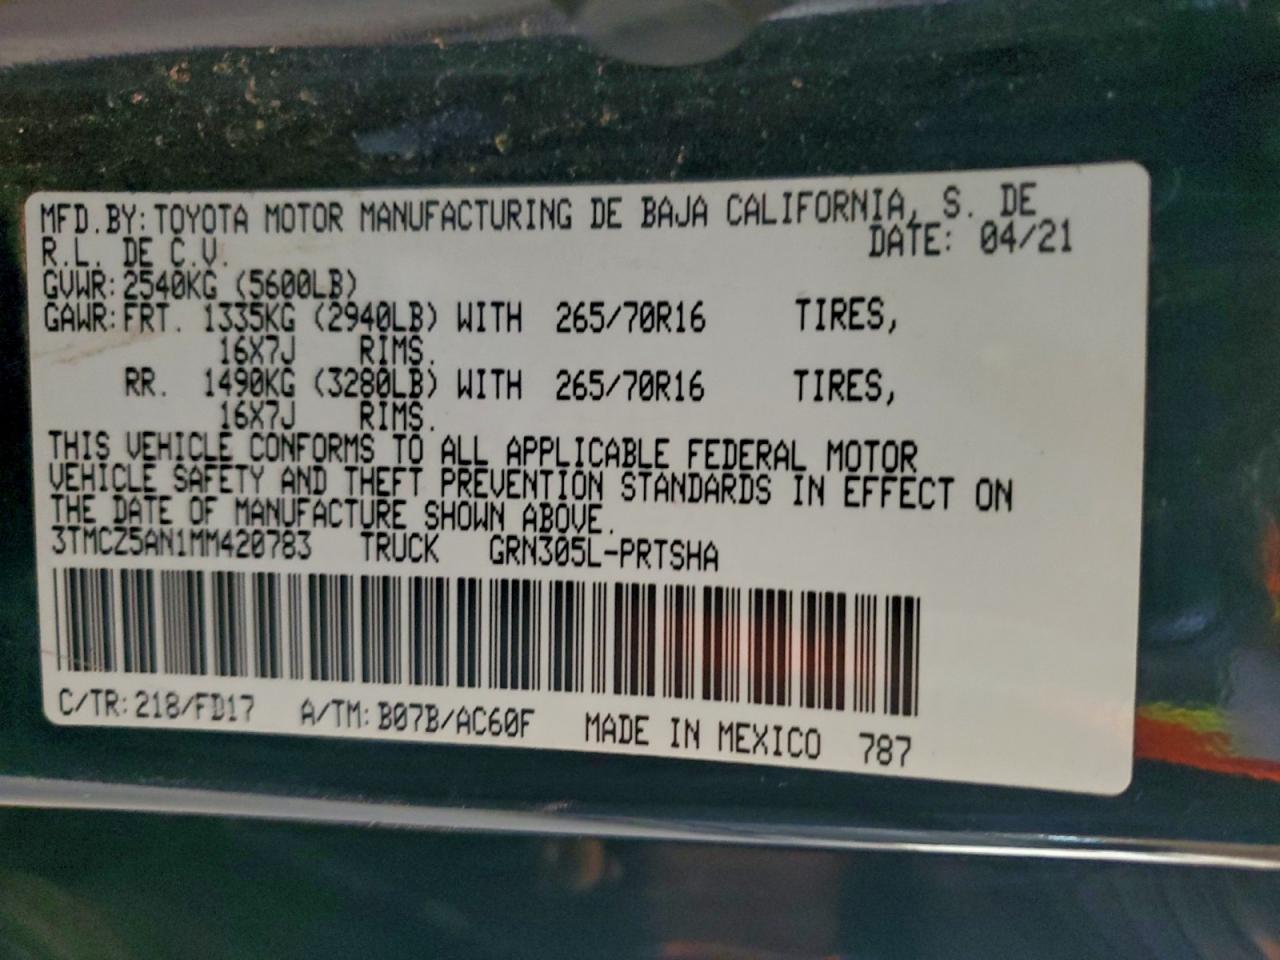 MFD.BY: TOYOTA MOTOR MANUFACTURING DE BAJA CALIFORNIA, S. DE
R.L. DE C.V. DATE: 04/21
GVWR: 2540KG (5600LB)
GAWR: FRT. 1335KG (2940LB) WITH 265/70R16 TIRES,
16X7J RIMS.
RR. 1490KG (3280LB) WITH 265/70R16 TIRES,
16X7J RIMS.
THIS VEHICLE CONFORMS TO ALL APPLICABLE FEDERAL MOTOR
VEHICLE SAFETY AND THEFT PREVENTION STANDARDS IN EFFECT ON
THE DATE OF MANUFACTURE SHOWN ABOVE.
3TMCZ5AN1MM420783 TRUCK GRN305L-PRTSHA
C/TR: 218/FD17 A/TM: B07B/AC60F MADE IN MEXICO 787